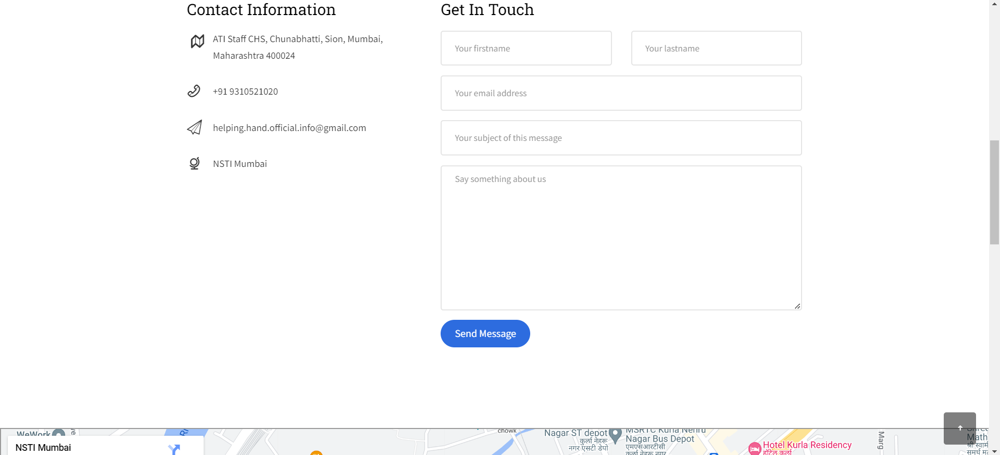 Contact Information
ATI Staff CHS, Chunabhatti, Sion, Mumbai,
Maharashtra 400024
+91 9310521020
helping.hand.official.info@gmail.com
NSTI Mumbai
Get In Touch
Your firstname
Your lastname
Your email address
Your subject of this message
Say something about us
Send Message
WeWork
NSTI Mumbai
chowk
Nagar ST depot
कुर्ला नेहरू
नगर एसटी डेपो
MSRTC Kurla Nehru
Nagar Bus Depot
एमएसआरटीसी
कुर्ला नेहरू नगर
Hotel Kurla Residency
हॉटेल कुर्ला
Marg
Shree
Math
श्री स्वामी
समर्थ